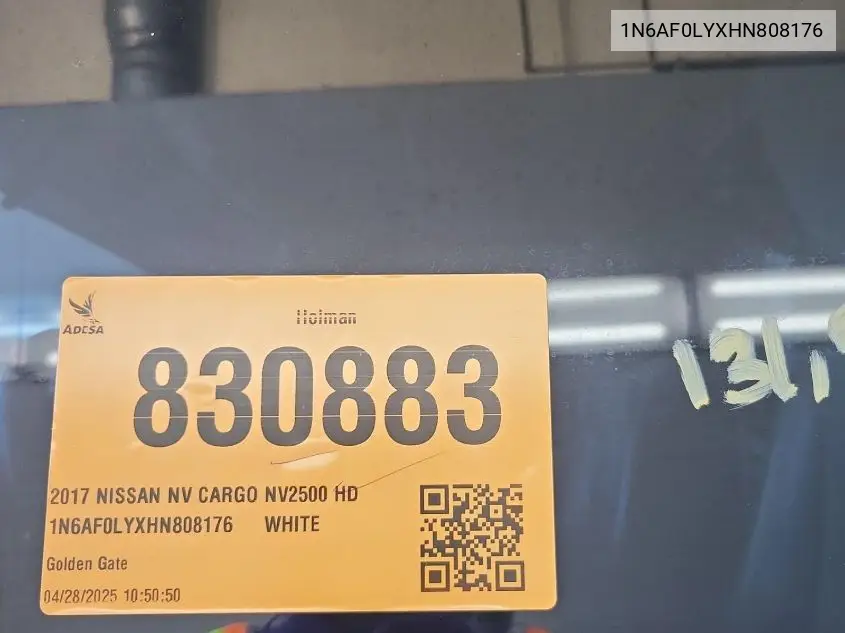 1N6AF0LYXHN808176
ADESA
Holman
830883
2017 NISSAN NV CARGO NV2500 HD
1N6AF0LYXHN808176 WHITE
Golden Gate
04/28/2025 10:50:50
131,